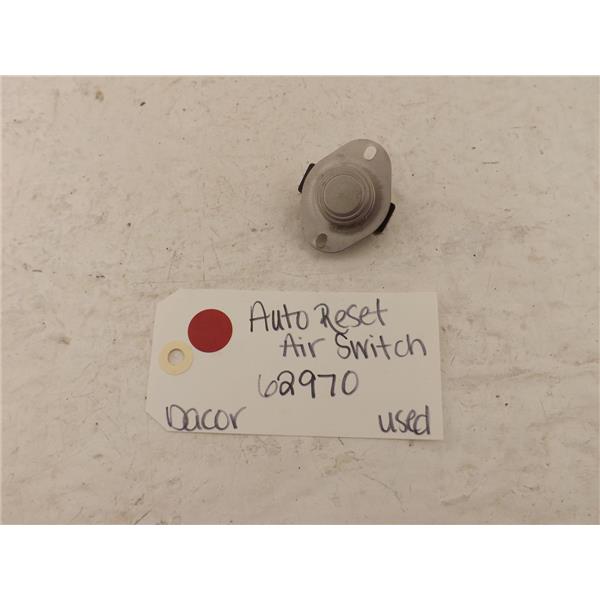 Auto Reset
Air Switch
62970
Dacor used